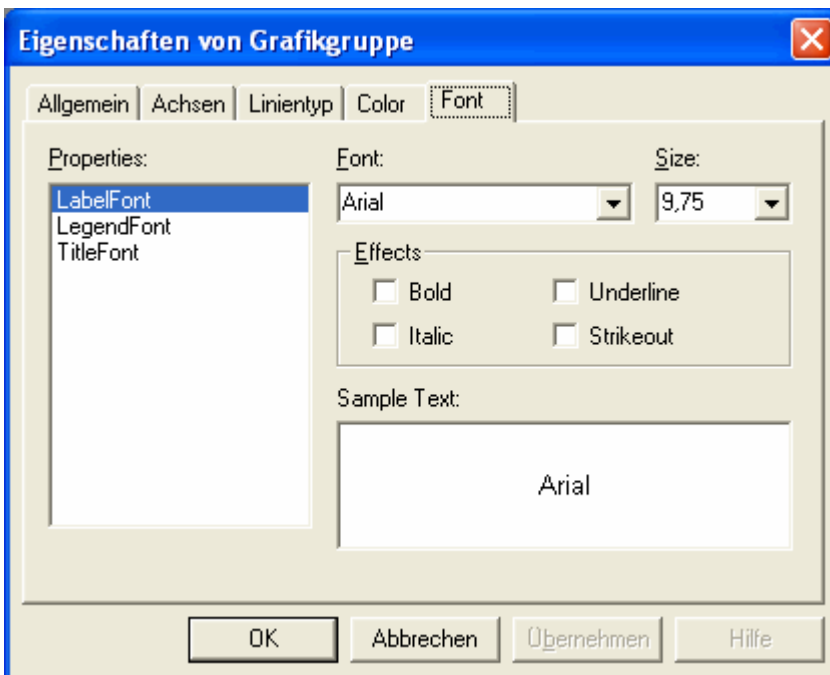 Eigenschaften von Grafikgruppe
Allgemein Achsen Linientyp Color Font
Properties: Font: Size:
LabelFont
LegendFont
TitleFont
Arial 9,75
Effects
Bold Underline
Italic Strikeout
Sample Text:
Arial
OK Abbrechen Übernehmen Hilfe